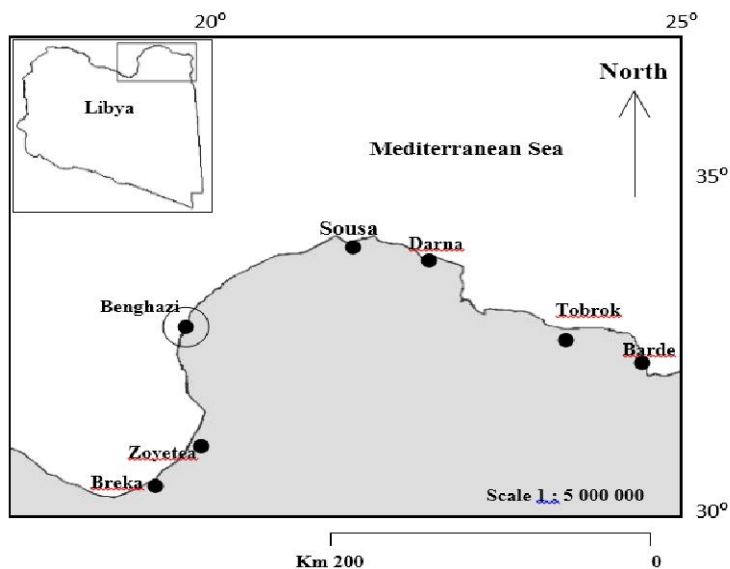 20°
25°
Libya
North
Mediterranean Sea
35°
Sousa
Darna
Benghazi
Tobrok
Barde
Zoyetea
Breka
Scale 1 : 5 000 000
30°
Km 200
0